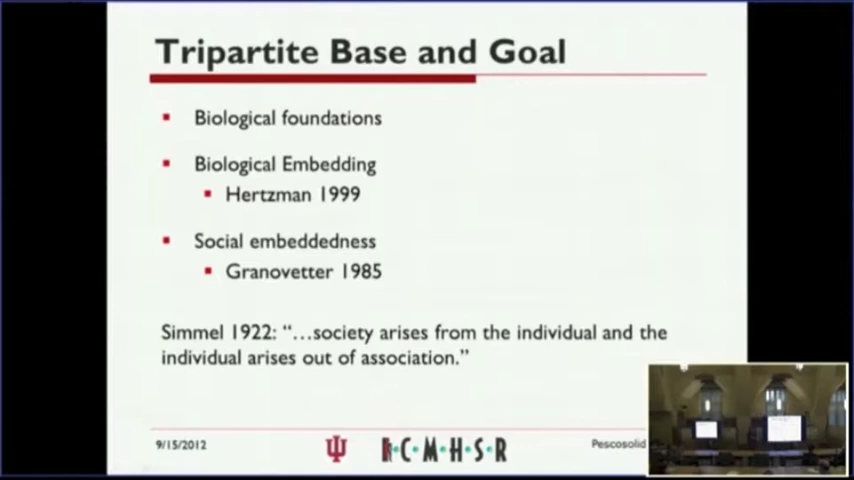 Tripartite Base and Goal
Biological foundations
Biological Embedding
Hertzman 1999
Social embeddedness
Granovetter 1985
Simmel 1922: “...society arises from the individual and the
individual arises out of association.”
9/15/2012
C·M·H·S·R
Pescosolid